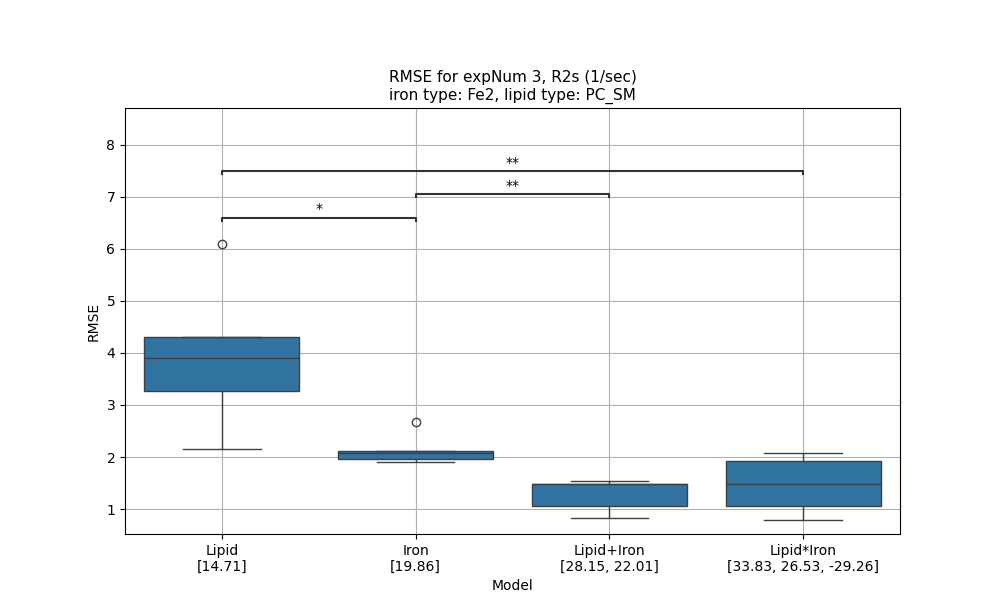 RMSE for expNum 3, R2s (1/sec)
iron type: Fe2, lipid type: PC_SM
8
7
6
5
4
3
2
1
RMSE
**
**
*
Lipid
[14.71]
Iron
[19.86]
Lipid+Iron
[28.15, 22.01]
Lipid*Iron
[33.83, 26.53, -29.26]
Model